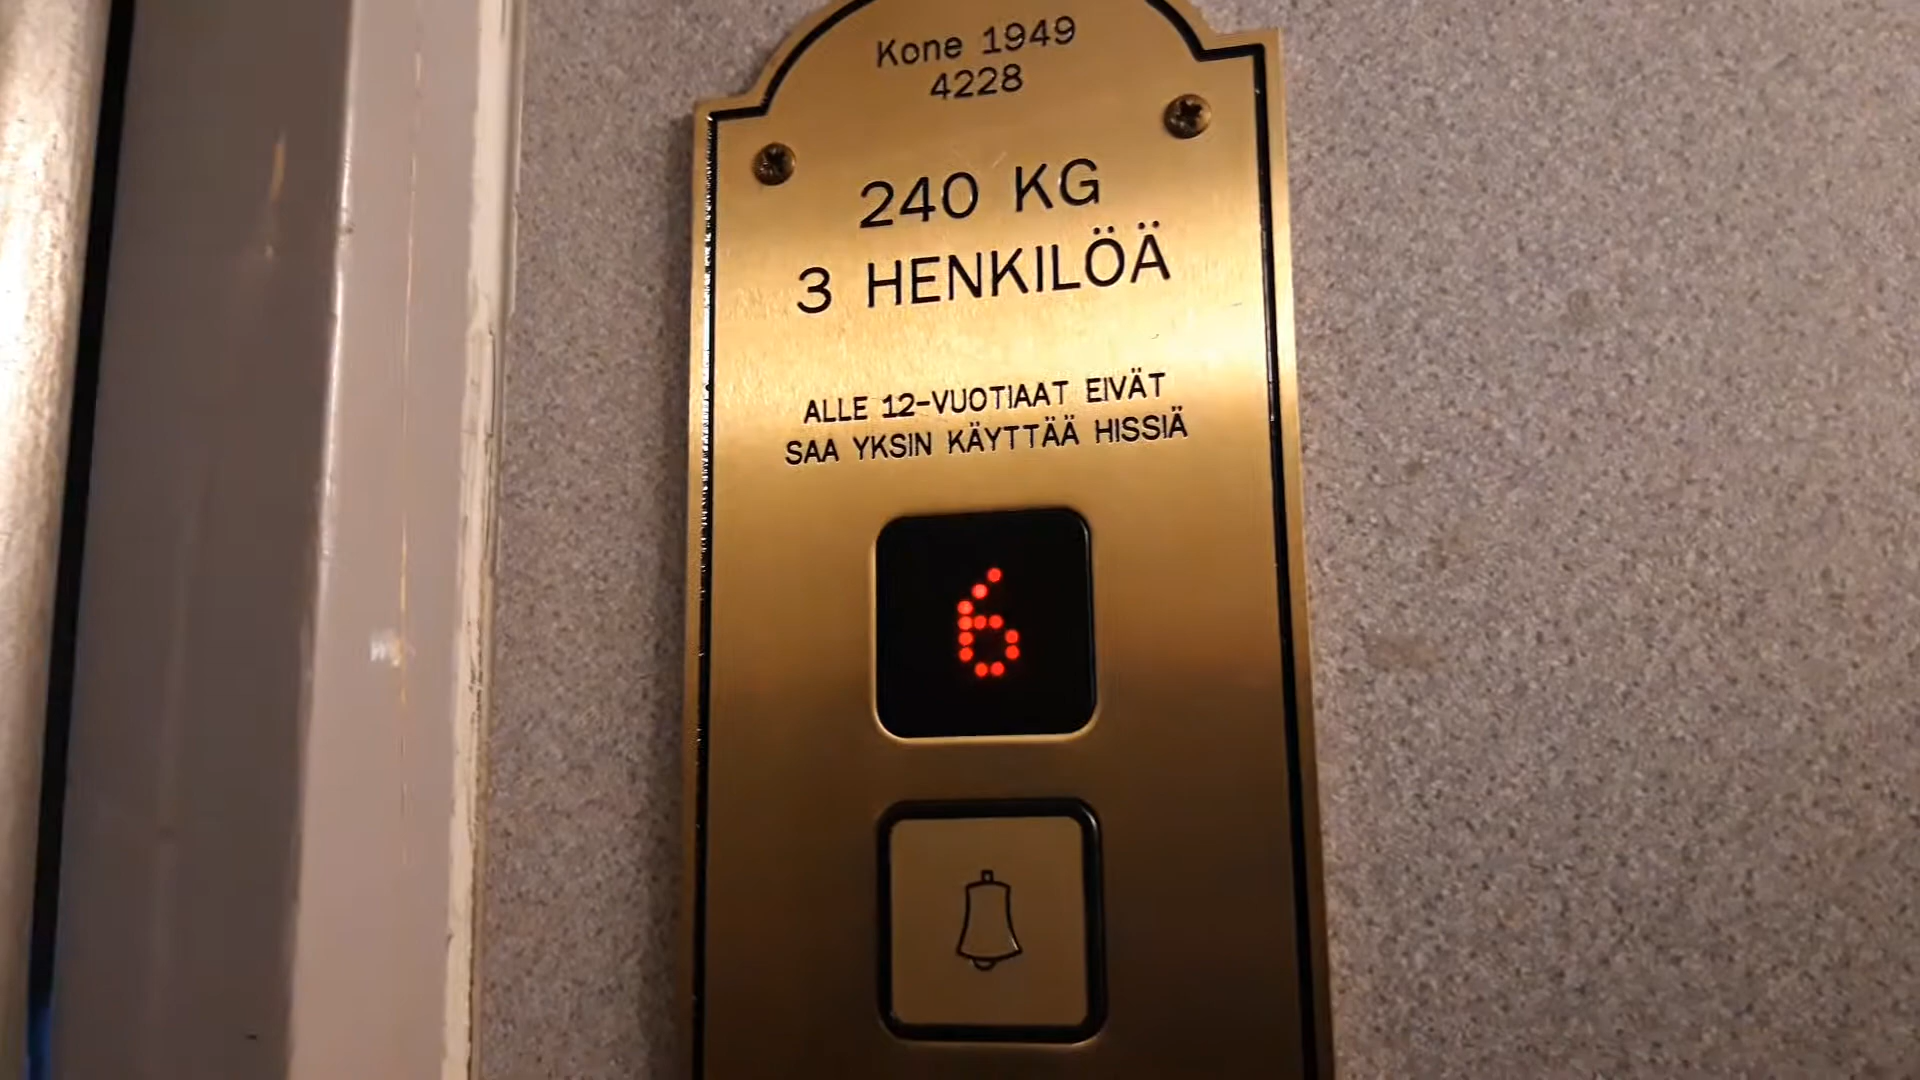 Kone 1949
4228
240 KG
3 HENKILÖÄ
ALLE 12-VUOTIAAT EIVÄT
SAA YKSIN KÄYTTÄÄ HISSIÄ
6